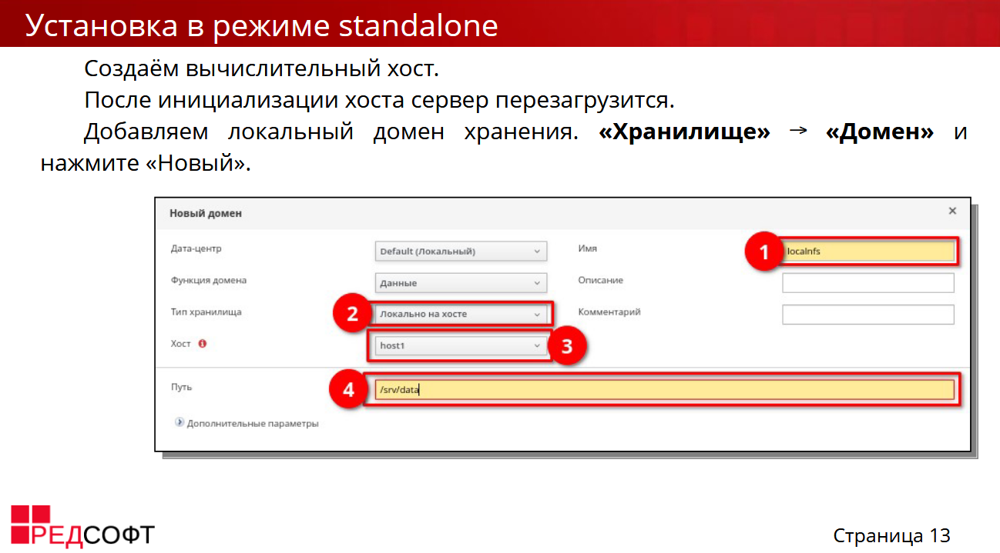 Установка в режиме standalone
Создаём вычислительный хост.
После инициализации хоста сервер перезагрузится.
Добавляем локальный домен хранения. «Хранилище» → «Домен» и
нажмите «Новый».
Новый домен ×
Дата-центр Default (Локальный) Имя 1 localnfs
Функция домена Данные Описание
Тип хранилища 2 Локально на хосте Комментарий
Хост host1 3
Путь 4 /srv/data
Дополнительные параметры
РЕДСОФТ
Страница 13